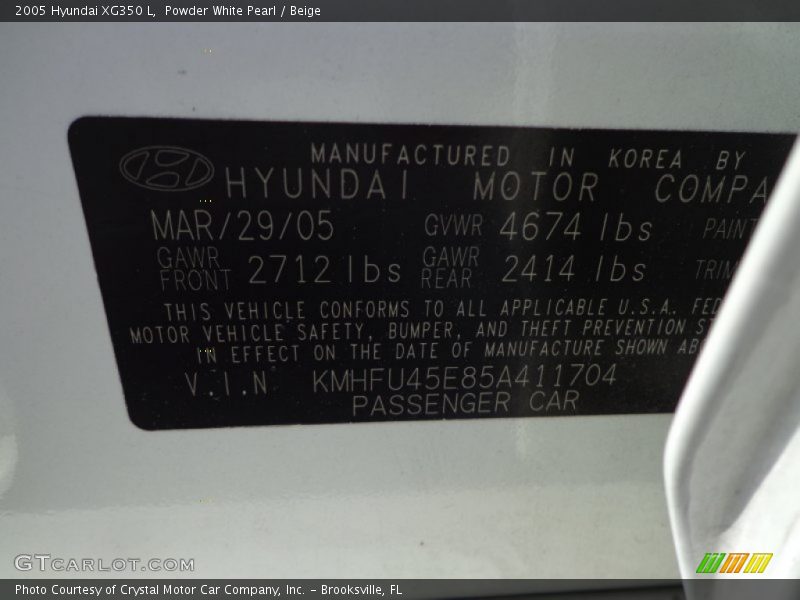 2005 Hyundai XG350 L,  Powder White Pearl / Beige
MANUFACTURED IN KOREA BY
HYUNDAI MOTOR COMPA
MAR/29/05 GVWR 4674 lbs PAINT
GAWR FRONT 2712 lbs GAWR REAR 2414 lbs TRIM
THIS VEHICLE CONFORMS TO ALL APPLICABLE U.S.A. FED
MOTOR VEHICLE SAFETY, BUMPER, AND THEFT PREVENTION S
IN EFFECT ON THE DATE OF MANUFACTURE SHOWN AB
V.I.N KMHFU45E85A411704
PASSENGER CAR
GTCARLOT.COM
Photo Courtesy of Crystal Motor Car Company, Inc. – Brooksville, FL